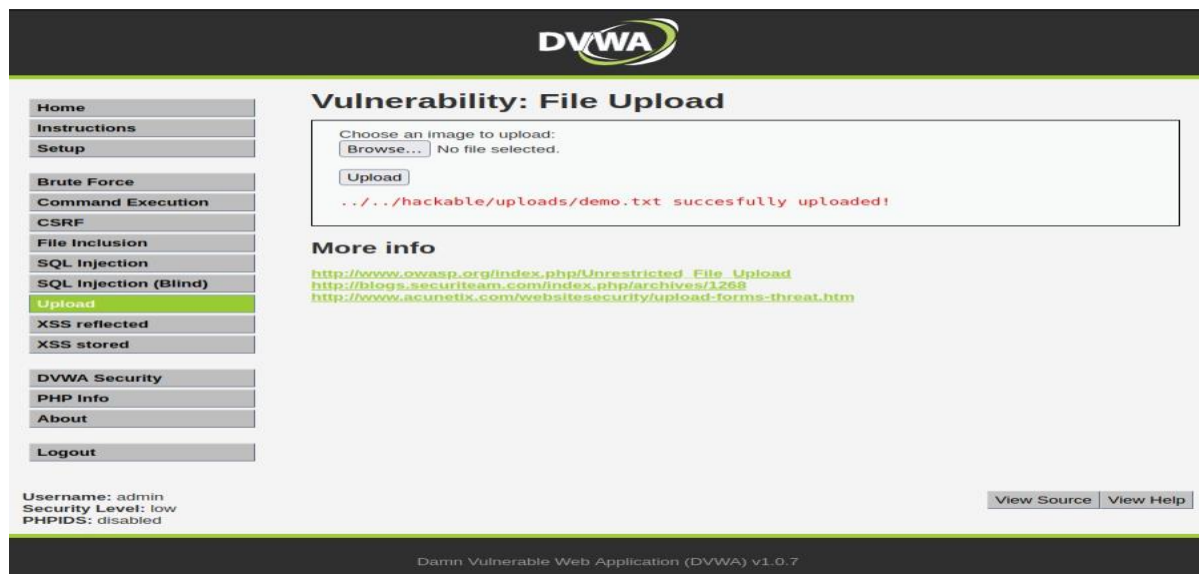 DVWA
Home
Instructions
Setup
Brute Force
Command Execution
CSRF
File Inclusion
SQL Injection
SQL Injection (Blind)
Upload
XSS reflected
XSS stored
DVWA Security
PHP Info
About
Logout
Vulnerability: File Upload
Choose an image to upload:
Browse... No file selected.
Upload
../../hackable/uploads/demo.txt succesfully uploaded!
More info
http://www.owasp.org/index.php/Unrestricted_File_Upload
http://blogs.securiteam.com/index.php/archives/1268
http://www.acunetix.com/websitesecurity/upload-forms-threat.htm
Username: admin
Security Level: low
PHPIDS: disabled
View Source View Help
Damn Vulnerable Web Application (DVWA) v1.0.7